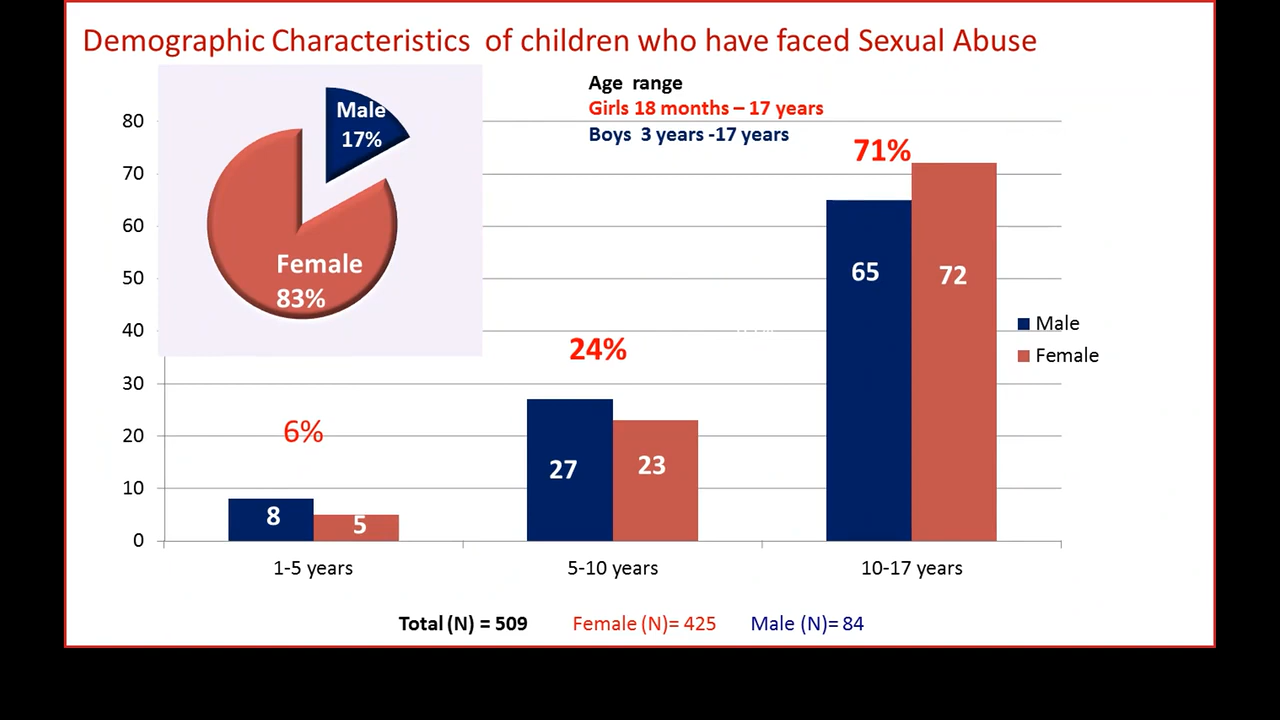 Demographic Characteristics of children who have faced Sexual Abuse
Male
17%
Female
83%
Age range
Girls 18 months – 17 years
Boys 3 years -17 years
80
70
60
50
40
30
20
10
0
6%
24%
71%
8
5
27
23
65
72
Male
Female
1-5 years
5-10 years
10-17 years
Total (N) = 509 Female (N)= 425 Male (N)= 84